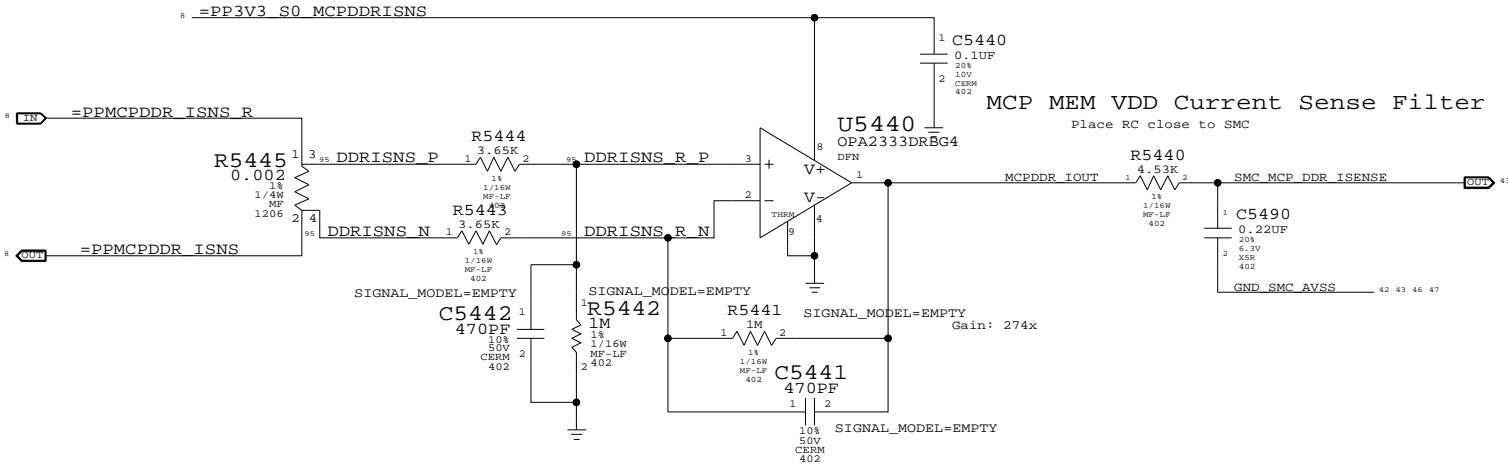 8 =PP3V3_S0_MCPDDRISNS
1 C5440
0.1UF
20%
10V
2 CERM
402
MCP MEM VDD Current Sense Filter
Place RC close to SMC
8 IN =PPMCPDDR_ISNS_R
R5445 1 3
0.002
1%
1/4W
MF
1206 2 4
95 DDRISNS_P
R5444
3.65K
1 2
1%
1/16W
MF-LF
402
95 DDRISNS_R_P
U5440
OPA2333DRBG4
DFN
8
3 + V+ 1
2 - V-
THRM 4
9
MCPDDR_IOUT
R5440
4.53K
1 2
1%
1/16W
MF-LF
402
SMC_MCP_DDR_ISENSE OUT 43
1 C5490
0.22UF
20%
6.3V
2 X5R
402
GND_SMC_AVSS 42 43 46 47
95 DDRISNS_N
R5443
3.65K
1 2
1%
1/16W
MF-LF
402
95 DDRISNS_R_N
8 OUT =PPMCPDDR_ISNS
SIGNAL_MODEL=EMPTY
C5442 1
470PF
10%
50V
CERM 2
402
SIGNAL_MODEL=EMPTY
1 R5442
1M
1%
1/16W
MF-LF
2 402
R5441
1M
1 2
1%
1/16W
MF-LF
402
SIGNAL_MODEL=EMPTY
Gain: 274x
C5441
470PF
1 2
10%
50V
CERM
402
SIGNAL_MODEL=EMPTY